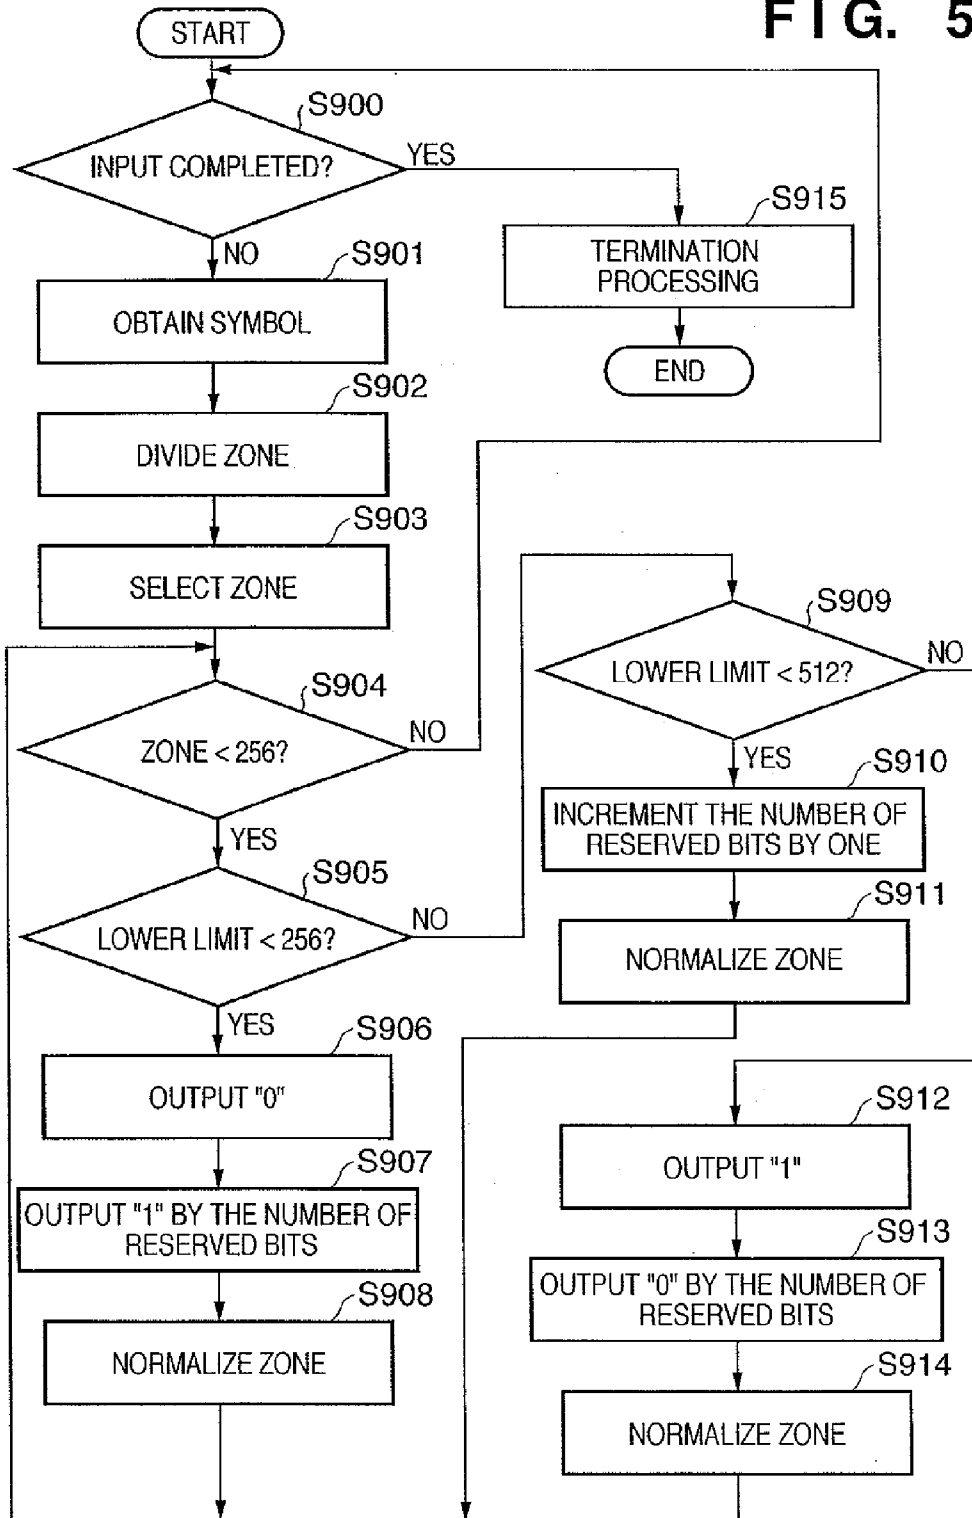 FIG. 5
START
S900
INPUT COMPLETED?
YES
NO
S915
TERMINATION
PROCESSING
END
S901
OBTAIN SYMBOL
S902
DIVIDE ZONE
S903
SELECT ZONE
S904
ZONE < 256?
NO
YES
S905
LOWER LIMIT < 256?
NO
YES
S906
OUTPUT "0"
S907
OUTPUT "1" BY THE NUMBER OF
RESERVED BITS
S908
NORMALIZE ZONE
S909
LOWER LIMIT < 512?
NO
YES
S910
INCREMENT THE NUMBER OF
RESERVED BITS BY ONE
S911
NORMALIZE ZONE
S912
OUTPUT "1"
S913
OUTPUT "0" BY THE NUMBER OF
RESERVED BITS
S914
NORMALIZE ZONE